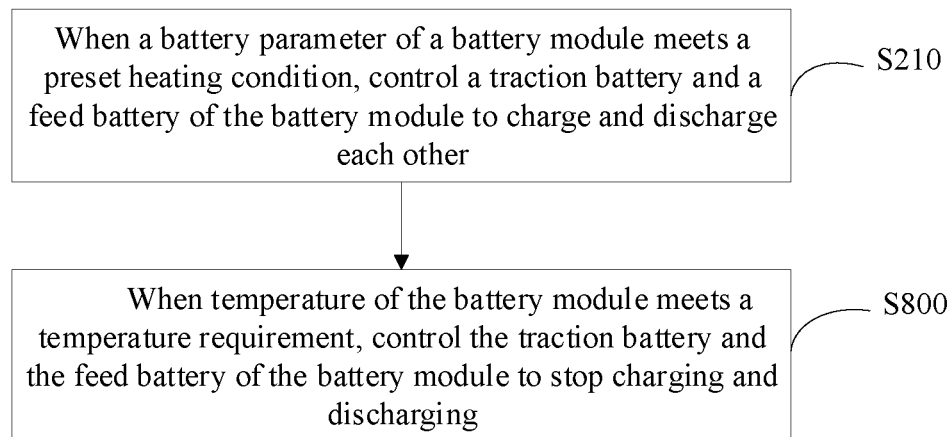 When a battery parameter of a battery module meets a
preset heating condition, control a traction battery and a
feed battery of the battery module to charge and discharge
each other
S210
When temperature of the battery module meets a
temperature requirement, control the traction battery and
the feed battery of the battery module to stop charging and
discharging
S800